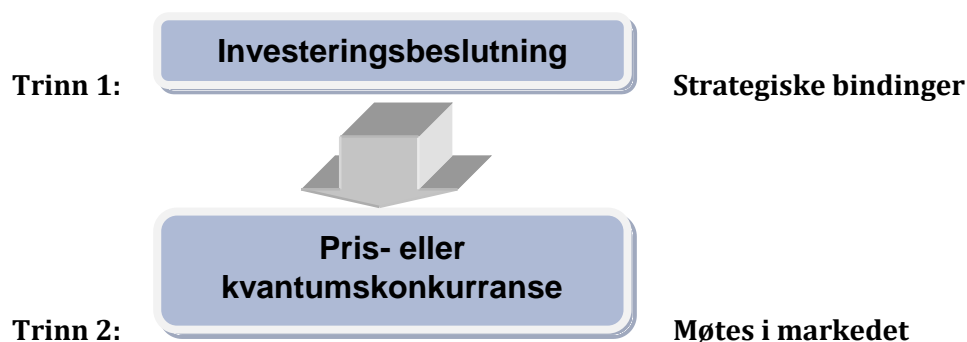 Investeringsbeslutning
Trinn 1:
Strategiske bindinger
Pris- eller
kvantumskonkurranse
Trinn 2:
Møtes i markedet